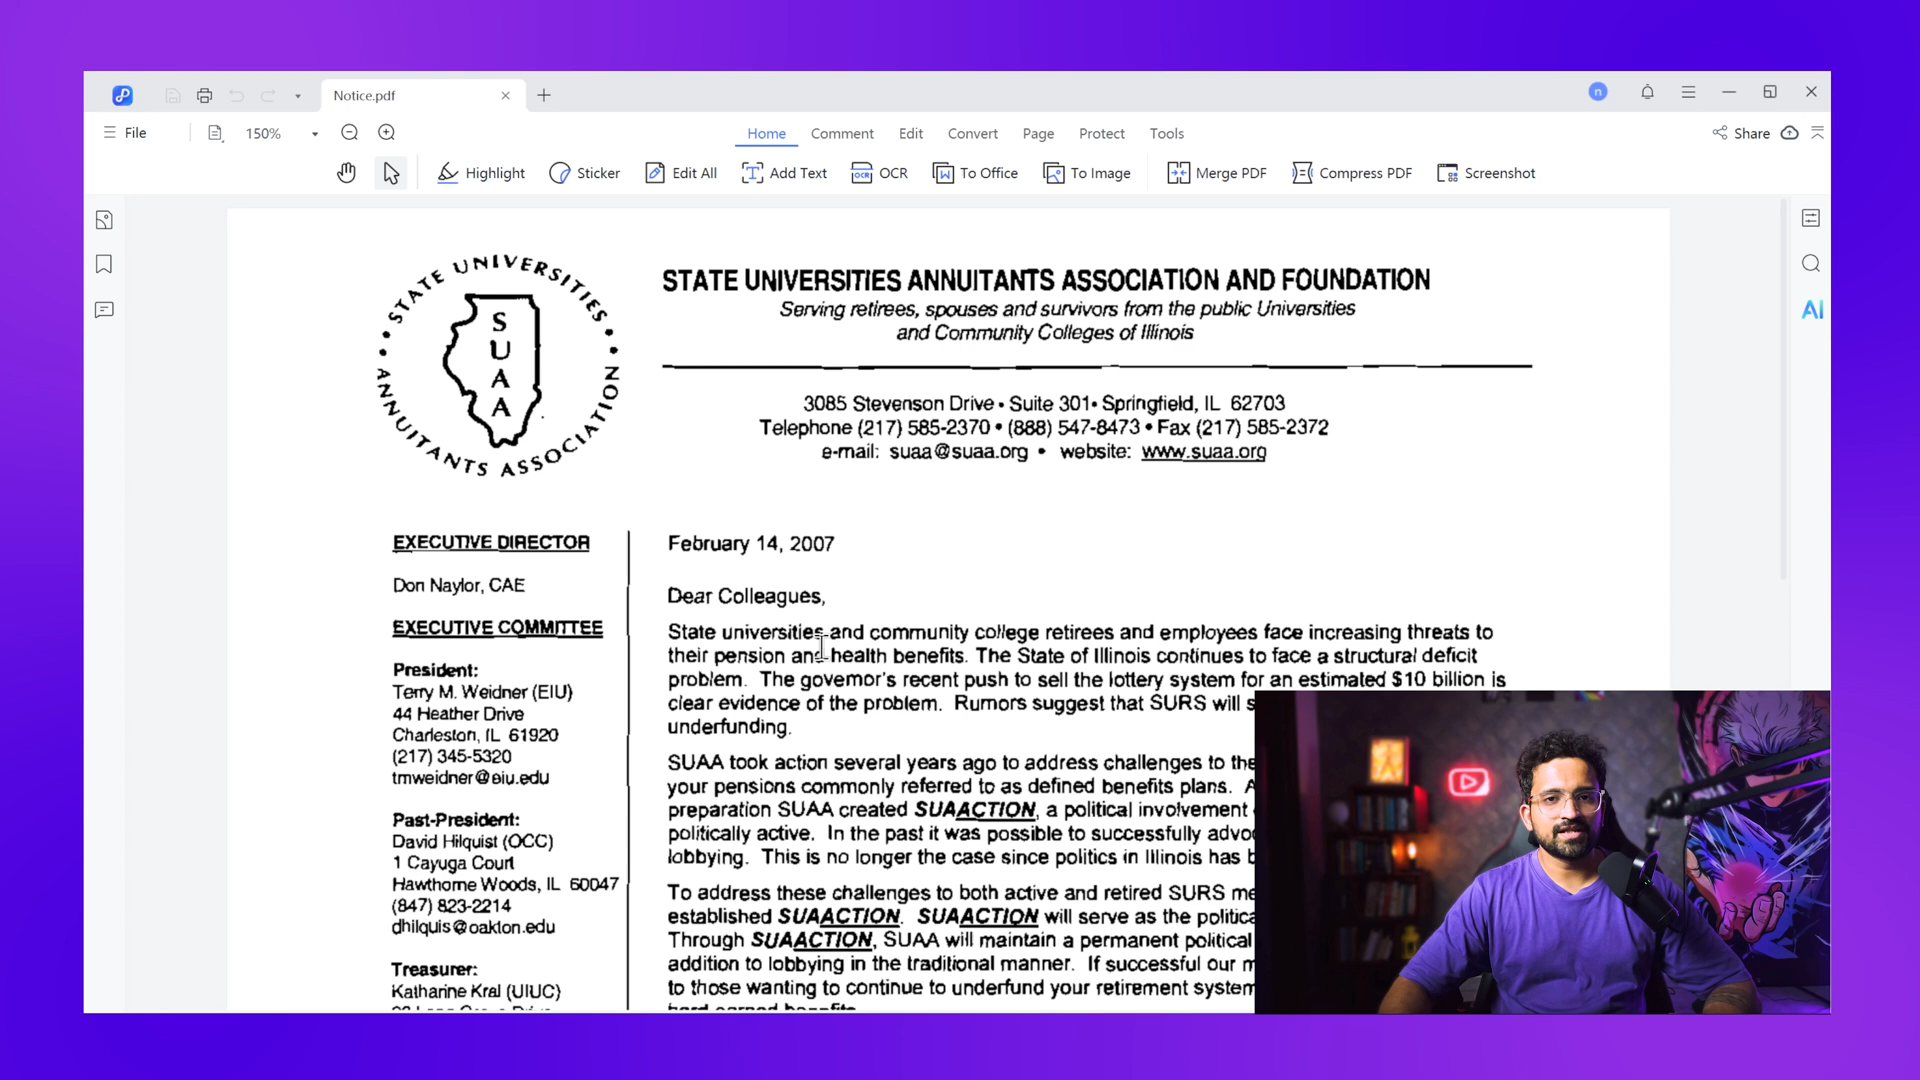 Notice.pdf
n
File
150%
Home Comment Edit Convert Page Protect Tools
Share
Highlight Sticker Edit All Add Text OCR To Office To Image Merge PDF Compress PDF Screenshot
AI
STATE UNIVERSITIES
ANNUITANTS ASSOCIATION
S
U
A
A
STATE UNIVERSITIES ANNUITANTS ASSOCIATION AND FOUNDATION
Serving retirees, spouses and survivors from the public Universities
and Community Colleges of Illinois
3085 Stevenson Drive • Suite 301• Springfield, IL 62703
Telephone (217) 585-2370 • (888) 547-8473 • Fax (217) 585-2372
e-mail: suaa@suaa.org • website: www.suaa.org
EXECUTIVE DIRECTOR
Don Naylor, CAE
EXECUTIVE COMMITTEE
President:
Terry M. Weidner (EIU)
44 Heather Drive
Charleston, IL 61920
(217) 345-5320
tmweidner@eiu.edu
Past-President:
David Hilquist (OCC)
1 Cayuga Court
Hawthorne Woods, IL 60047
(847) 823-2214
dhilquis@oakton.edu
Treasurer:
Katharine Kral (UIUC)
February 14, 2007
Dear Colleagues,
State universities and community college retirees and employees face increasing threats to
their pension and health benefits. The State of Illinois continues to face a structural deficit
problem. The governor's recent push to sell the lottery system for an estimated $10 billion is
clear evidence of the problem. Rumors suggest that SURS will s
underfunding.
SUAA took action several years ago to address challenges to the
your pensions commonly referred to as defined benefits plans. A
preparation SUAA created SUAACTION, a political involvement
politically active. In the past it was possible to successfully advo
lobbying. This is no longer the case since politics in Illinois has b
To address these challenges to both active and retired SURS me
established SUAACTION. SUAACTION will serve as the politica
Through SUAACTION, SUAA will maintain a permanent political
addition to lobbying in the traditional manner. If successful our m
to those wanting to continue to underfund your retirement system
hard earned benefits